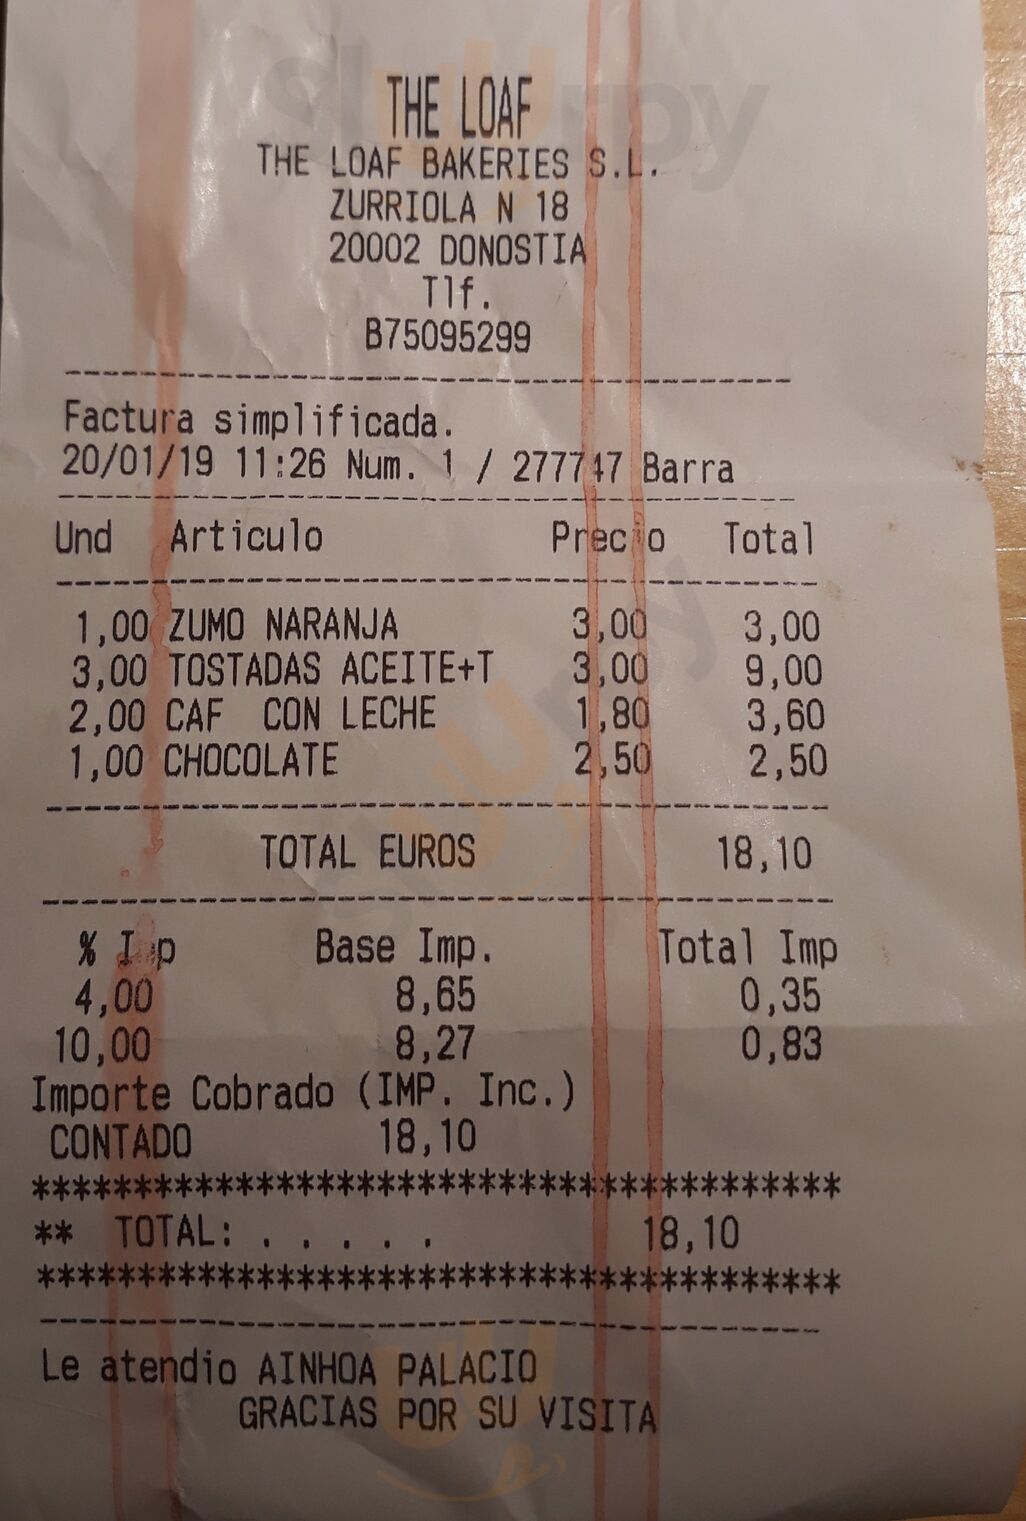 THE LOAF
THE LOAF BAKERIES S.L.
ZURRIOLA N 18
20002 DONOSTIA
Tlf.
B75095299
Factura simplificada.
20/01/19 11:26 Num. 1 / 277747 Barra
Und Articulo Precio Total
1,00 ZUMO NARANJA 3,00 3,00
3,00 TOSTADAS ACEITE+T 3,00 9,00
2,00 CAF CON LECHE 1,80 3,60
1,00 CHOCOLATE 2,50 2,50
TOTAL EUROS 18,10
% Imp Base Imp. Total Imp
4,00 8,65 0,35
10,00 8,27 0,83
Importe Cobrado (IMP. Inc.)
CONTADO 18,10
****************************************
** TOTAL: . . . . . 18,10
****************************************
Le atendio AINHOA PALACIO
GRACIAS POR SU VISITA
slurpy